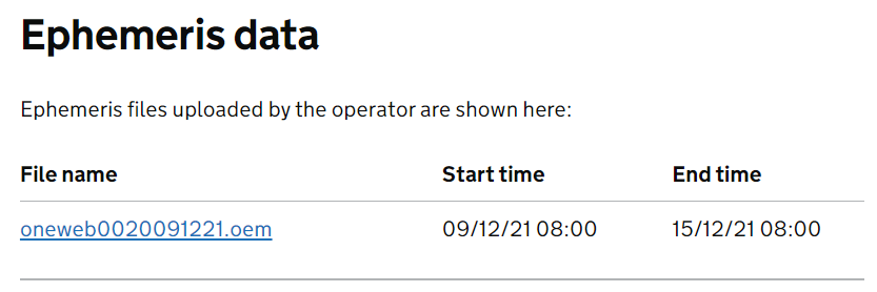 Ephemeris data
Ephemeris files uploaded by the operator are shown here:
File name Start time End time
oneweb0020091221.oem 09/12/21 08:00 15/12/21 08:00